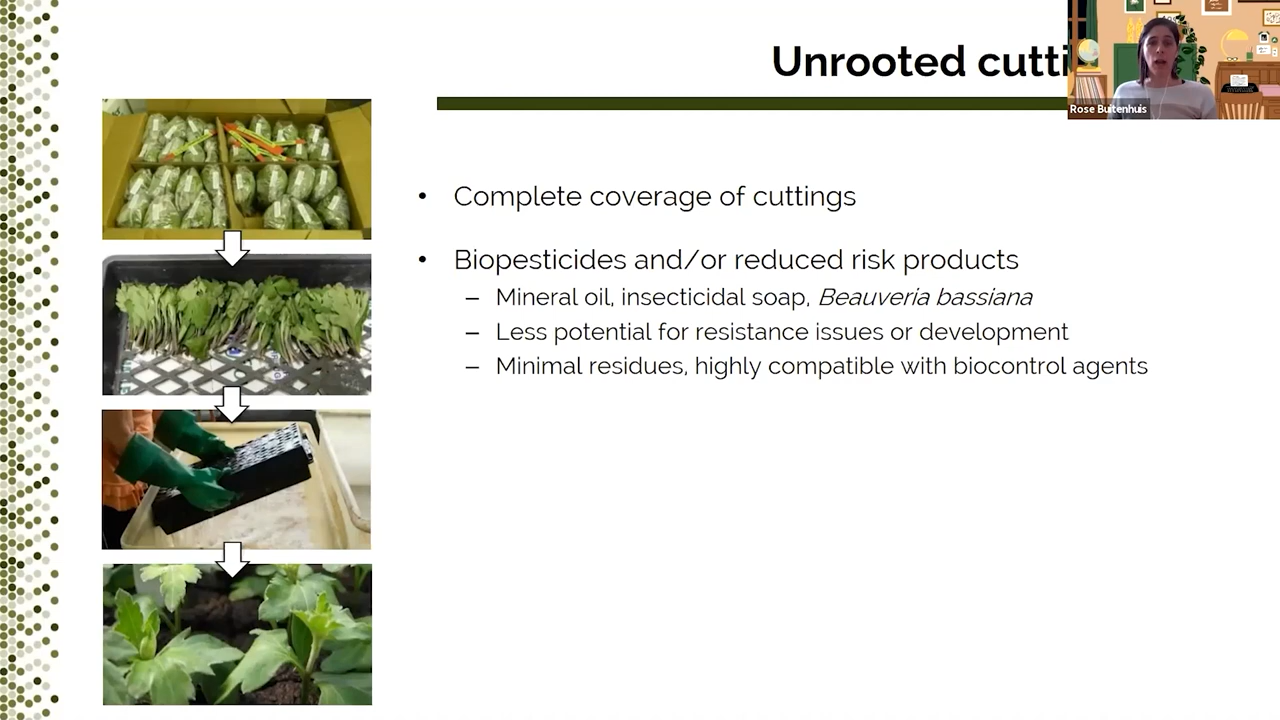 Unrooted cutti
Rose Buitenhuis
• Complete coverage of cuttings
• Biopesticides and/or reduced risk products
– Mineral oil, insecticidal soap, Beauveria bassiana
– Less potential for resistance issues or development
– Minimal residues, highly compatible with biocontrol agents